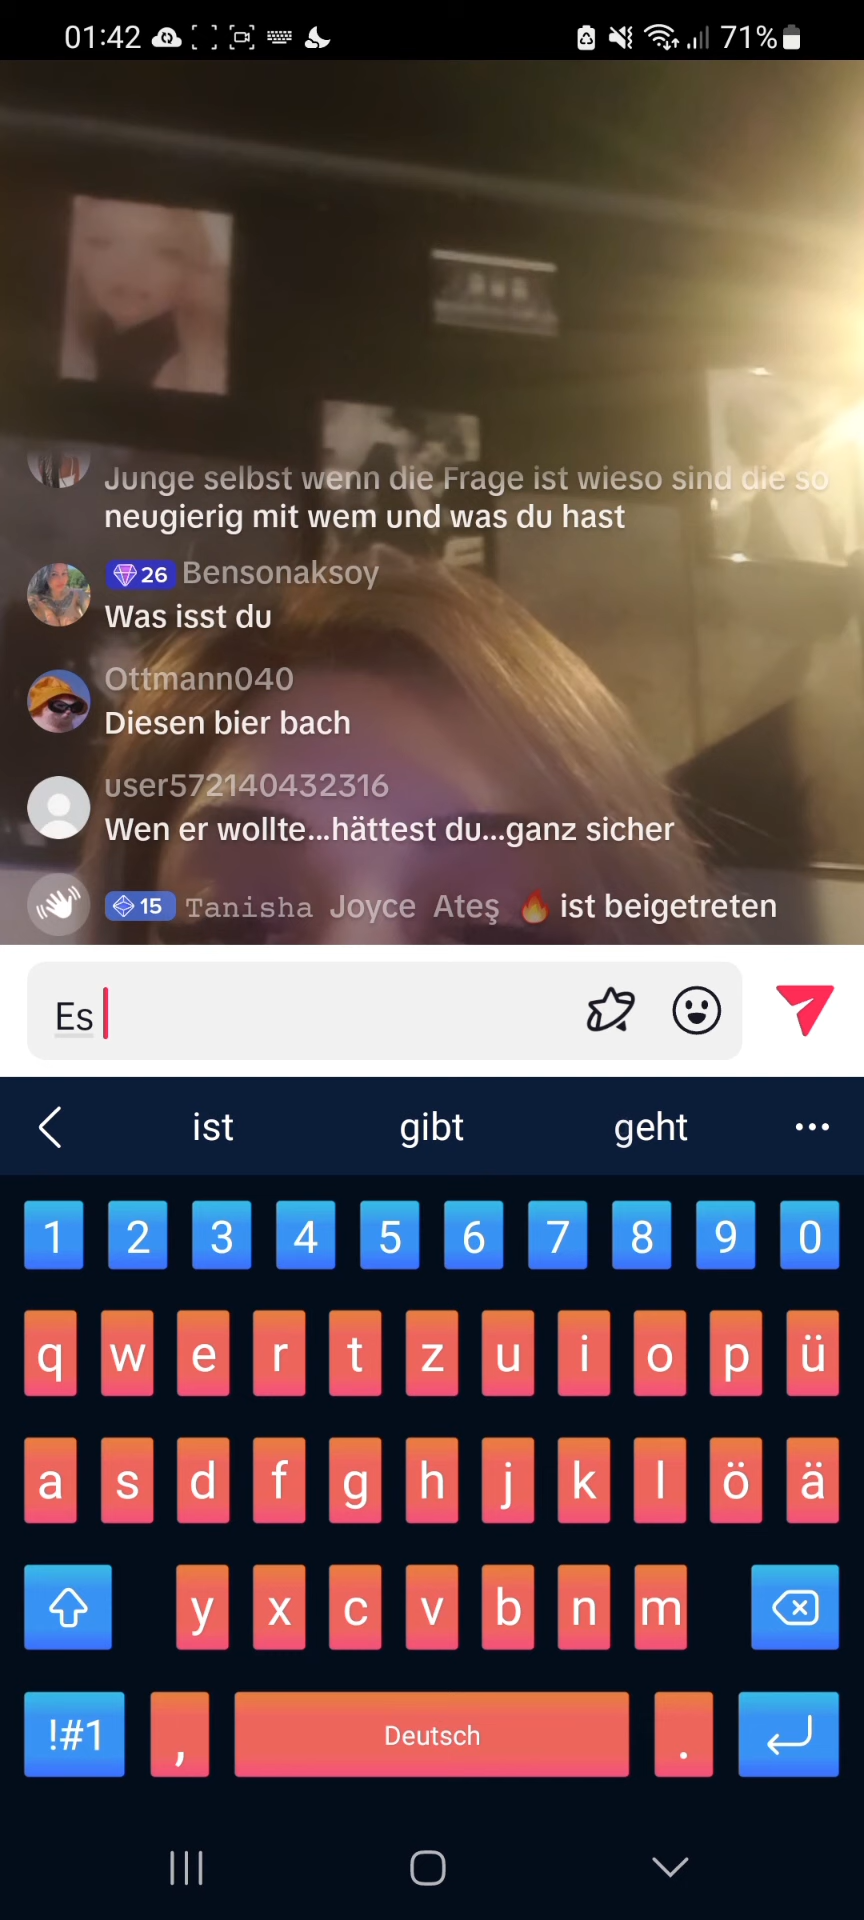 01:42
71%
Junge selbst wenn die Frage ist wieso sind die so
neugierig mit wem und was du hast
26 Bensonaksoy
Was isst du
Ottmann040
Diesen bier bach
user572140432316
Wen er wollte...hättest du...ganz sicher
15 Tanisha Joyce Ateş 🔥 ist beigetreten
Es
ist gibt geht ...
1 2 3 4 5 6 7 8 9 0
q w e r t z u i o p ü
a s d f g h j k l ö ä
y x c v b n m
!#1 , Deutsch .